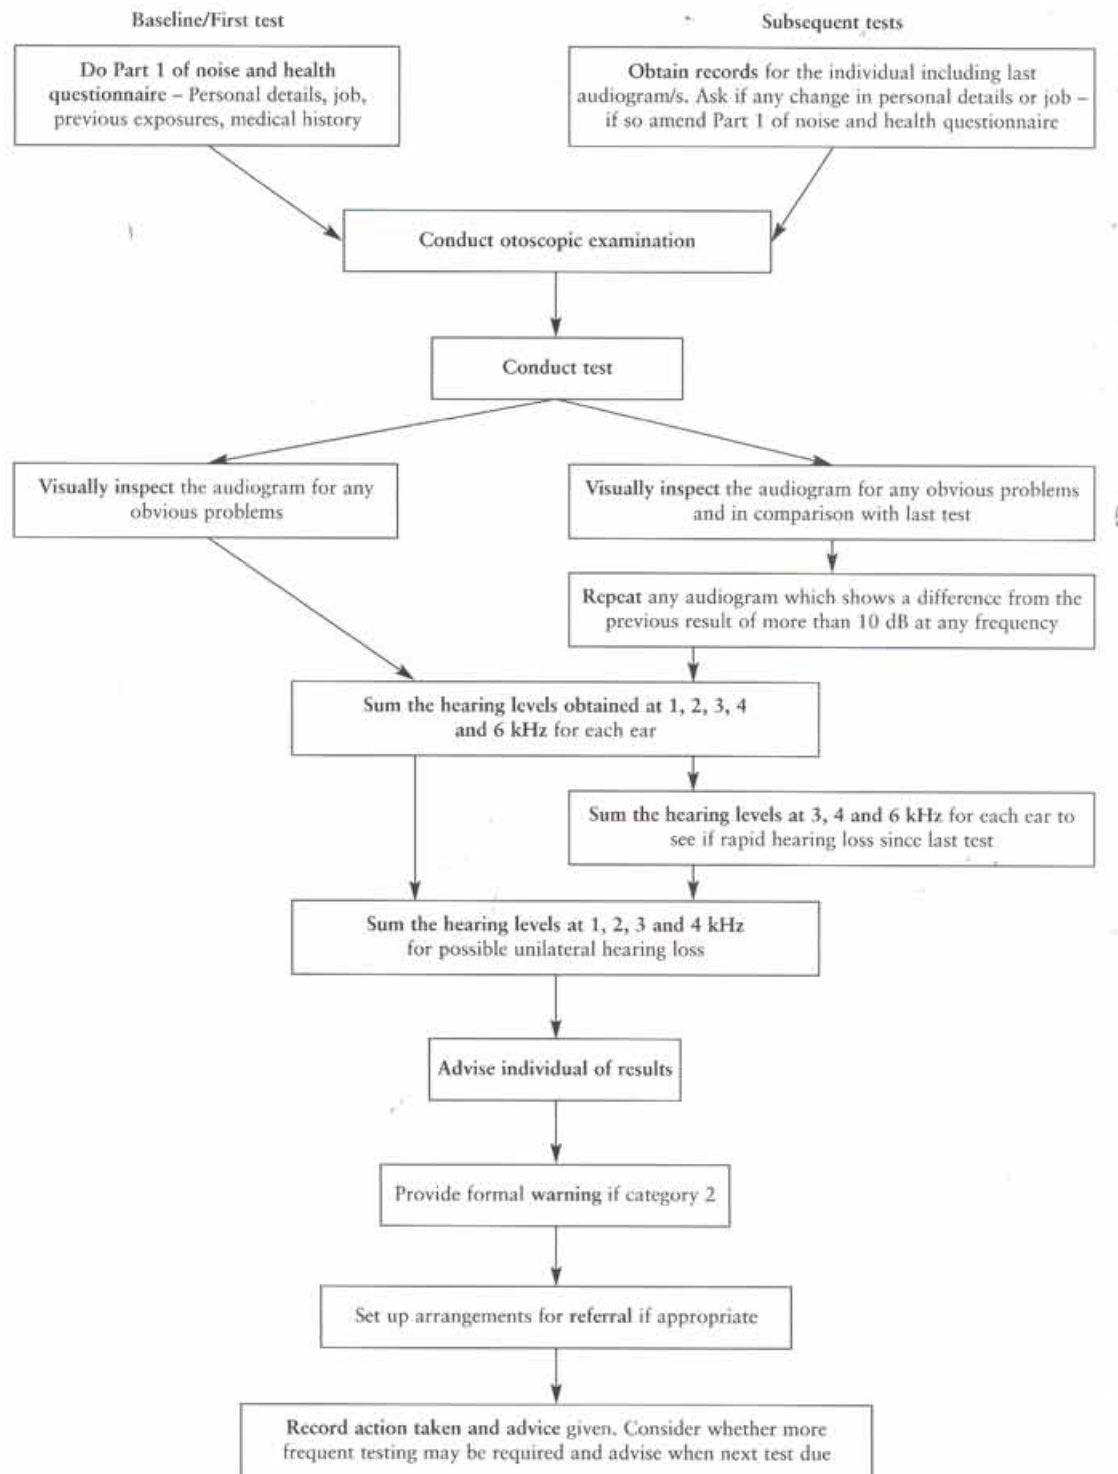 Baseline/First test
Subsequent tests
Do Part 1 of noise and health
questionnaire – Personal details, job,
previous exposures, medical history
Obtain records for the individual including last
audiogram/s. Ask if any change in personal details or job –
if so amend Part 1 of noise and health questionnaire
Conduct otoscopic examination
Conduct test
Visually inspect the audiogram for any
obvious problems
Visually inspect the audiogram for any obvious problems
and in comparison with last test
Repeat any audiogram which shows a difference from the
previous result of more than 10 dB at any frequency
Sum the hearing levels obtained at 1, 2, 3, 4
and 6 kHz for each ear
Sum the hearing levels at 3, 4 and 6 kHz for each ear to
see if rapid hearing loss since last test
Sum the hearing levels at 1, 2, 3 and 4 kHz
for possible unilateral hearing loss
Advise individual of results
Provide formal warning if category 2
Set up arrangements for referral if appropriate
Record action taken and advice given. Consider whether more
frequent testing may be required and advise when next test due